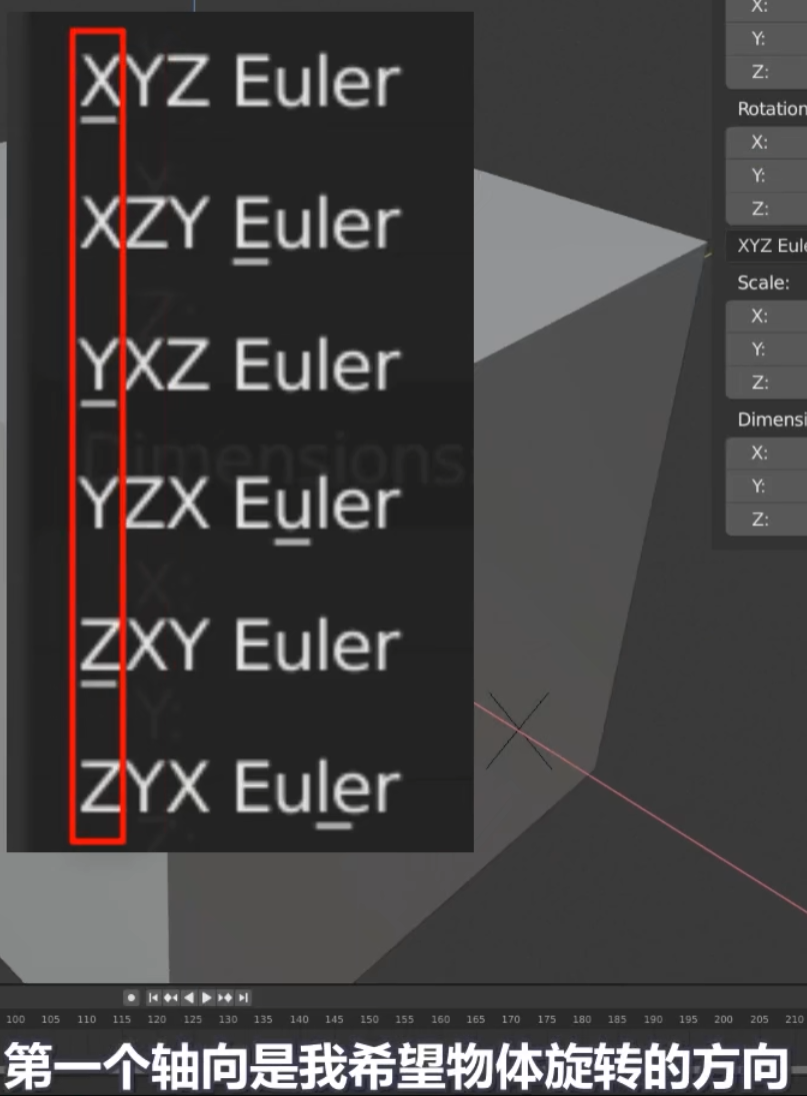 XYZ Euler
XZY Euler
YXZ Euler
YZX Euler
ZXY Euler
ZYX Euler
Dimensions:
X:
Y:
Z:
X:
Y:
Z:
Rotation
X:
Y:
Z:
XYZ Eul
Scale:
X:
Y:
Z:
Dimensi
X:
Y:
Z:
100 105 110 115 120 125 130 135 140 145 150 155 160 165 170 175 180 185 190 195 200 205 210
第一个轴向是我希望物体旋转的方向